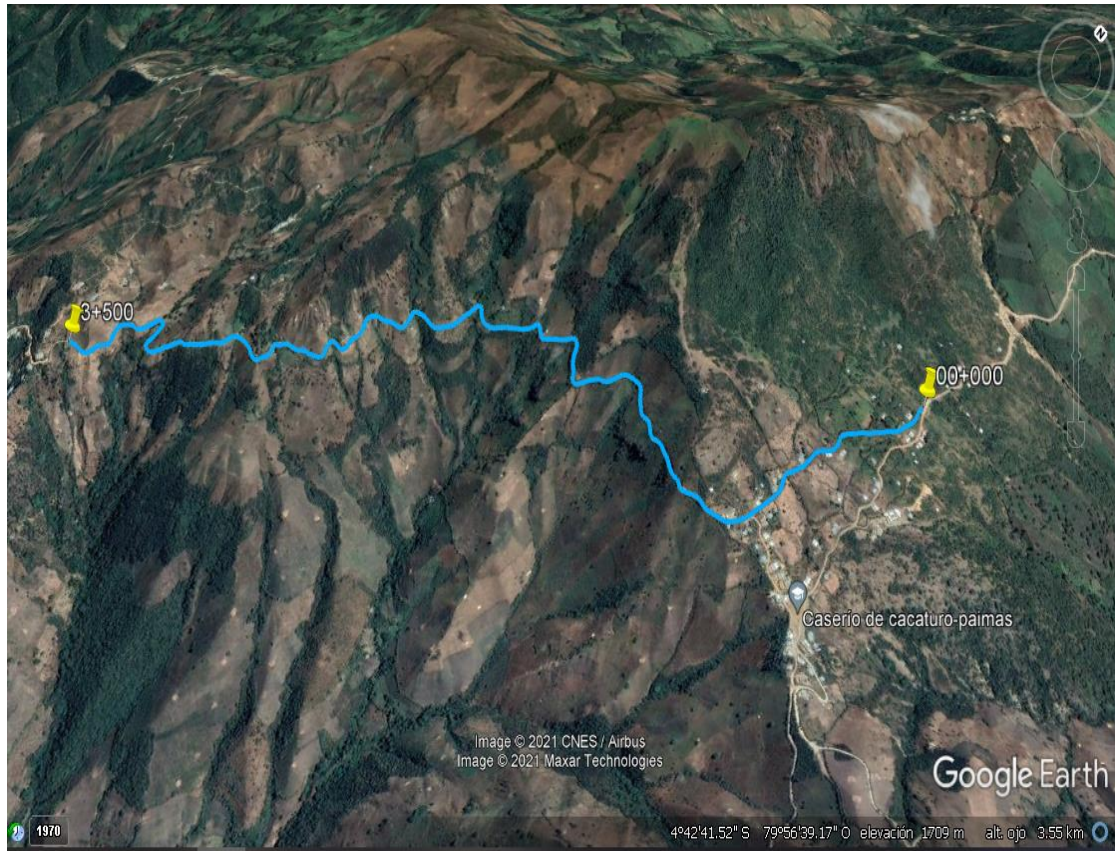 N
3+500
00+000
Caserío de cacaturo-paimas
Image © 2021 CNES / Airbus
Image © 2021 Maxar Technologies
Google Earth
1970
4°42'41.52" S 79°56'39.17" O elevación 1709 m alt. ojo 3.55 km